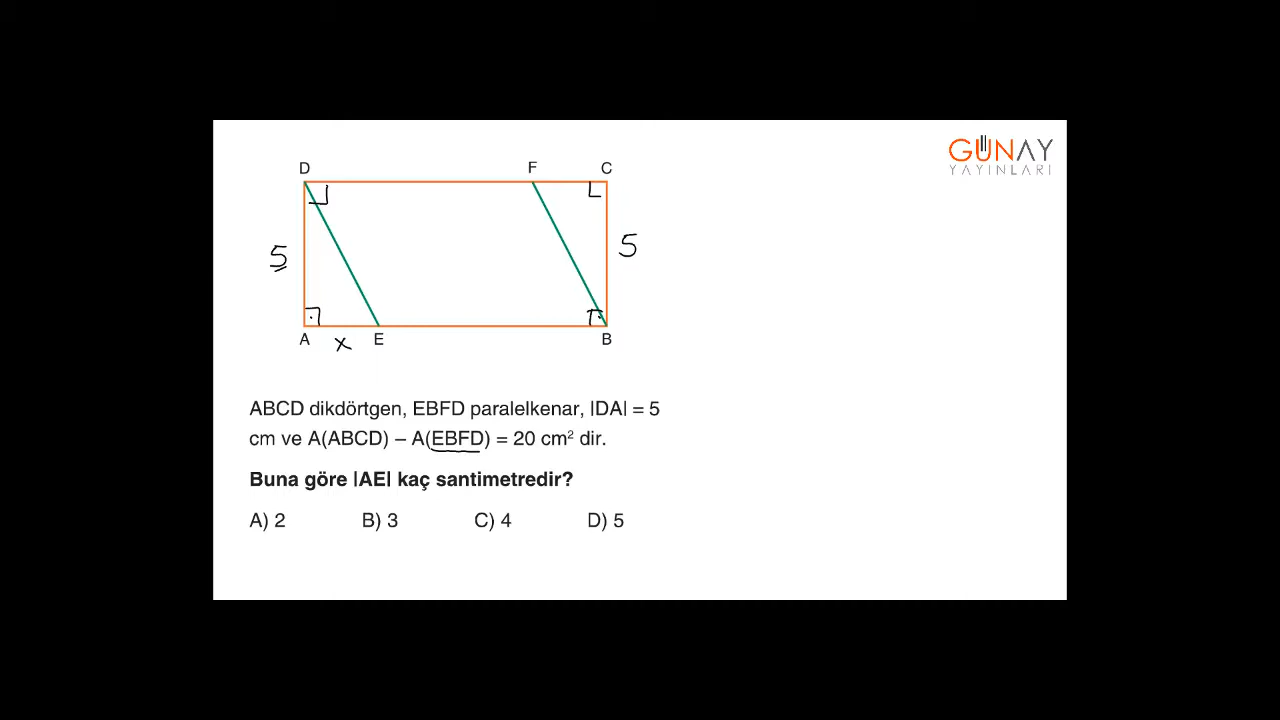 GÜNAY
YAYINLARI
D F C
5 5
A x E B
ABCD dikdörtgen, EBFD paralelkenar, |DA| = 5
cm ve A(ABCD) – A(EBFD) = 20 cm² dir.
Buna göre |AE| kaç santimetredir?
A) 2 B) 3 C) 4 D) 5